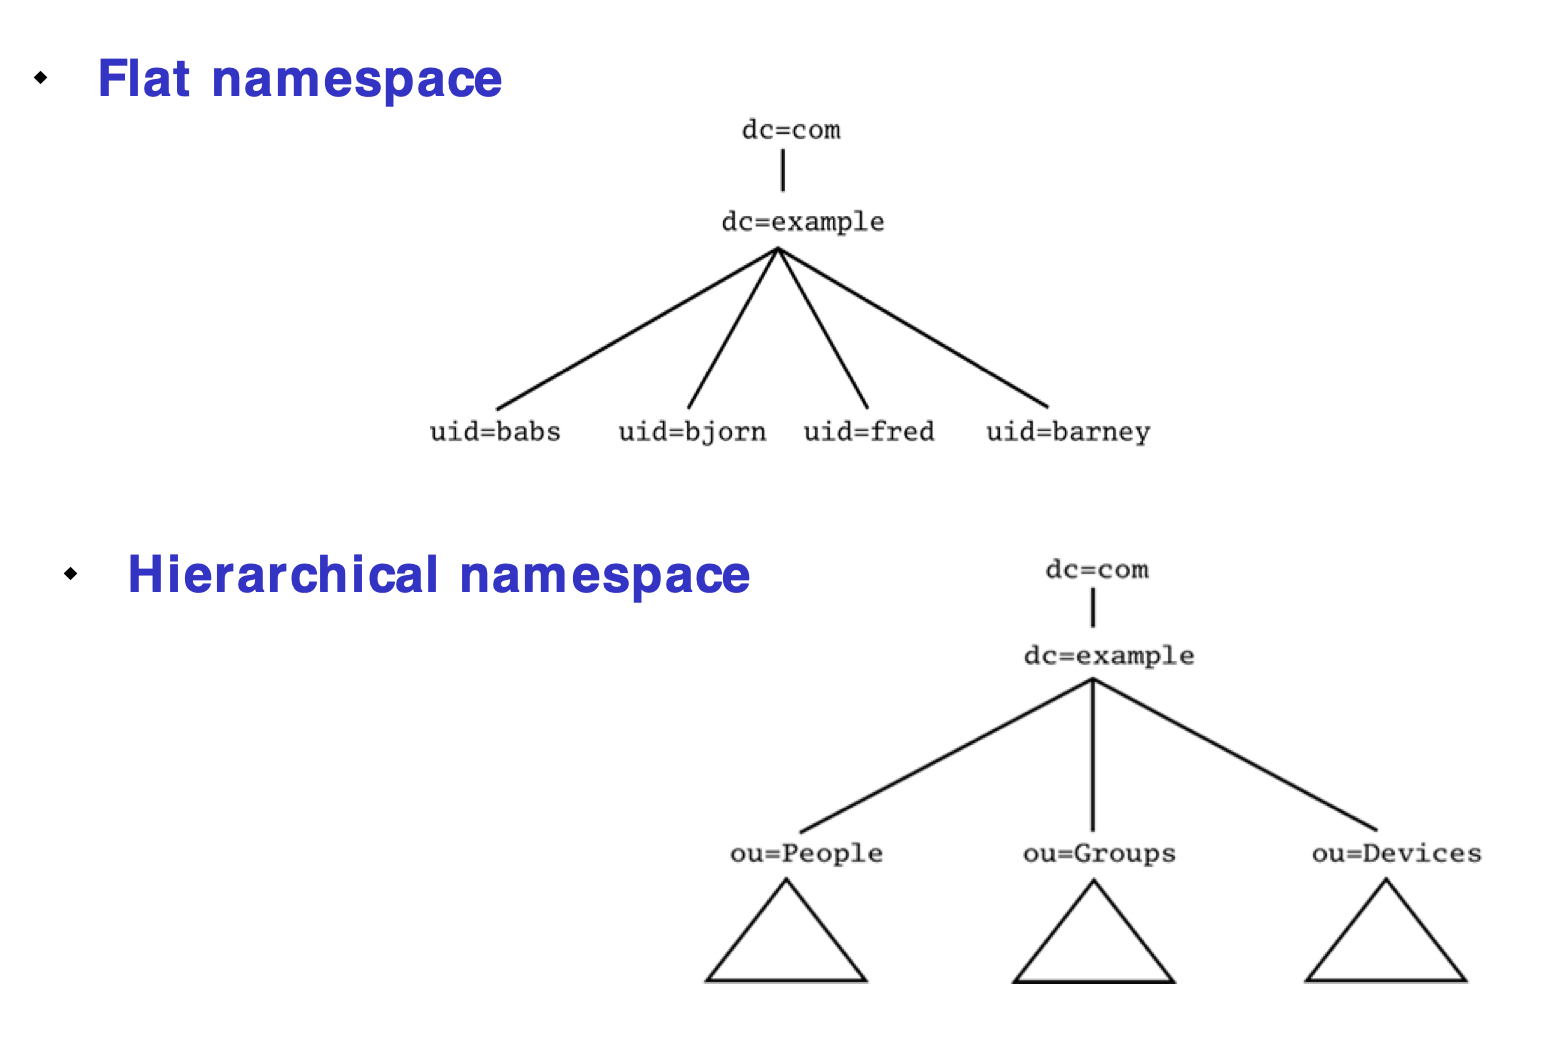 Flat namespace
dc=com
dc=example
uid=babs uid=bjorn uid=fred uid=barney
Hierarchical namespace
dc=com
dc=example
ou=People ou=Groups ou=Devices